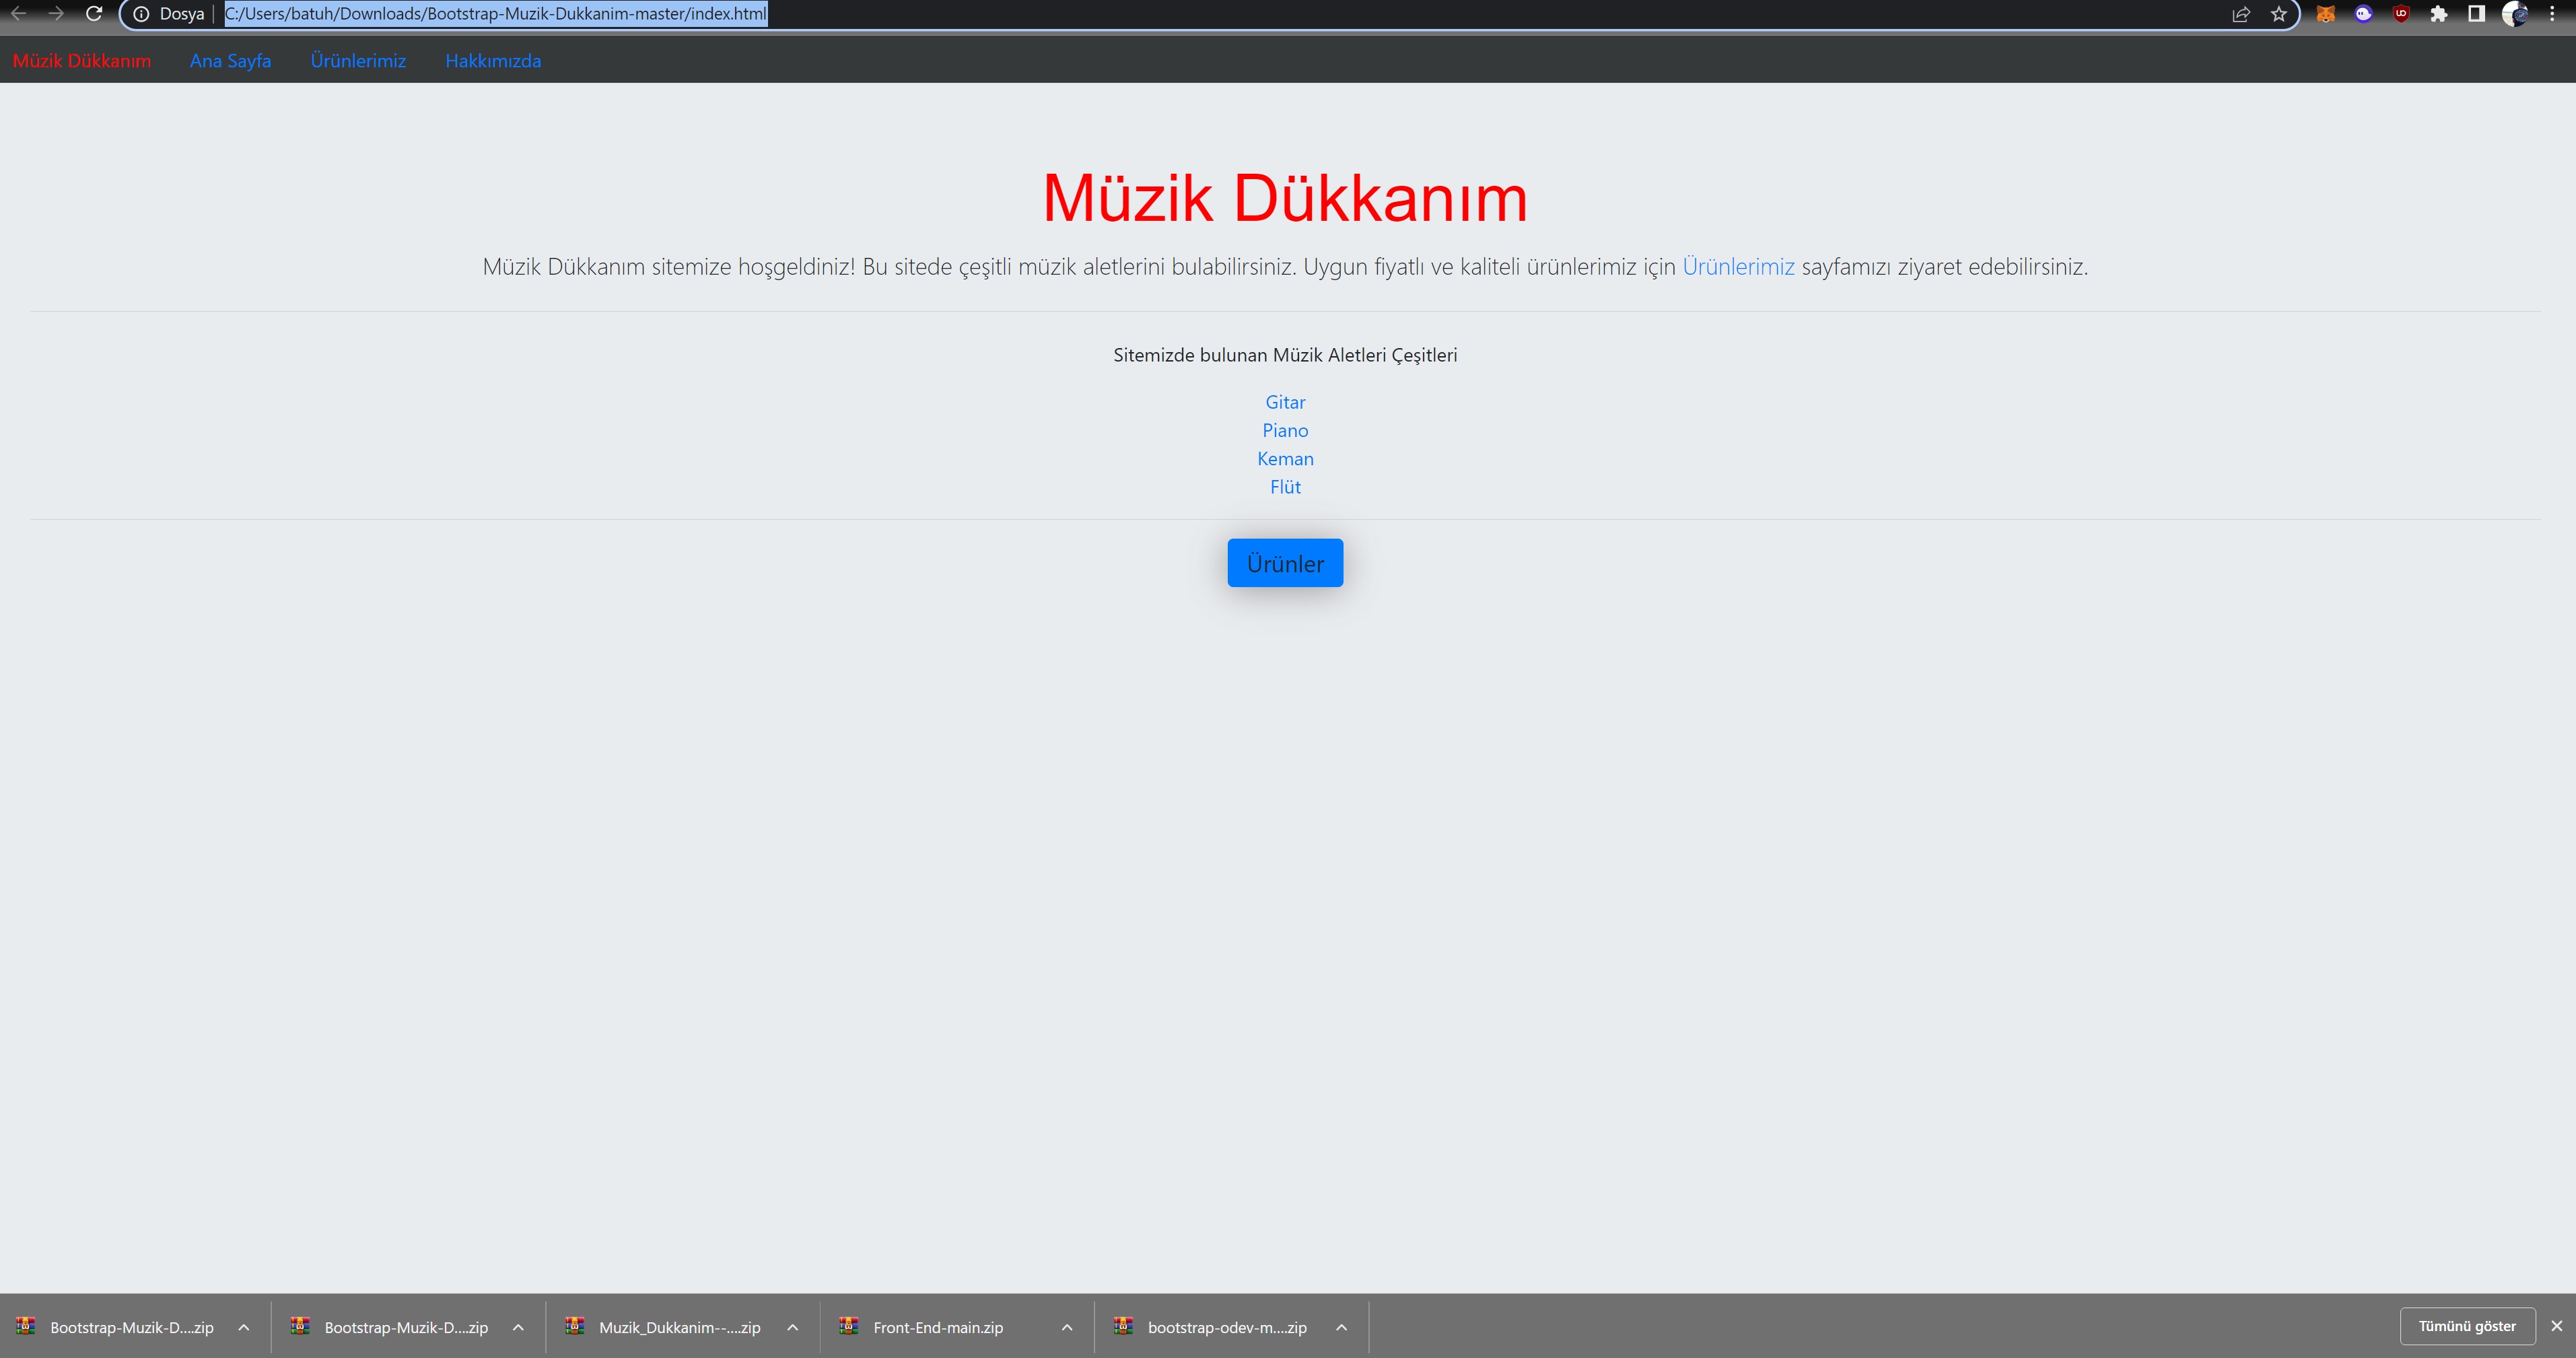 Dosya
C:/Users/batuh/Downloads/Bootstrap-Muzik-Dukkanim-master/index.html
Müzik Dükkanım Ana Sayfa Ürünlerimiz Hakkımızda
Müzik Dükkanım
Müzik Dükkanım sitemize hoşgeldiniz! Bu sitede çeşitli müzik aletlerini bulabilirsiniz. Uygun fiyatlı ve kaliteli ürünlerimiz için Ürünlerimiz sayfamızı ziyaret edebilirsiniz.
Sitemizde bulunan Müzik Aletleri Çeşitleri
Gitar
Piano
Keman
Flüt
Ürünler
Bootstrap-Muzik-D....zip Bootstrap-Muzik-D....zip Muzik_Dukkanim--....zip Front-End-main.zip bootstrap-odev-m....zip Tümünü göster